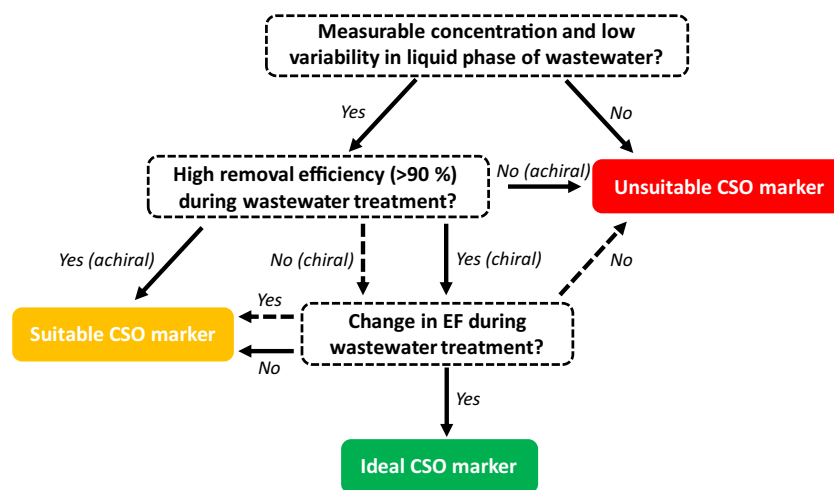 Measurable concentration and low
variability in liquid phase of wastewater?
Yes
No
High removal efficiency (>90 %)
during wastewater treatment?
No (achiral)
Unsuitable CSO marker
Yes (achiral)
No (chiral)
Yes (chiral)
No
Yes
Suitable CSO marker
No
Change in EF during
wastewater treatment?
Yes
Ideal CSO marker